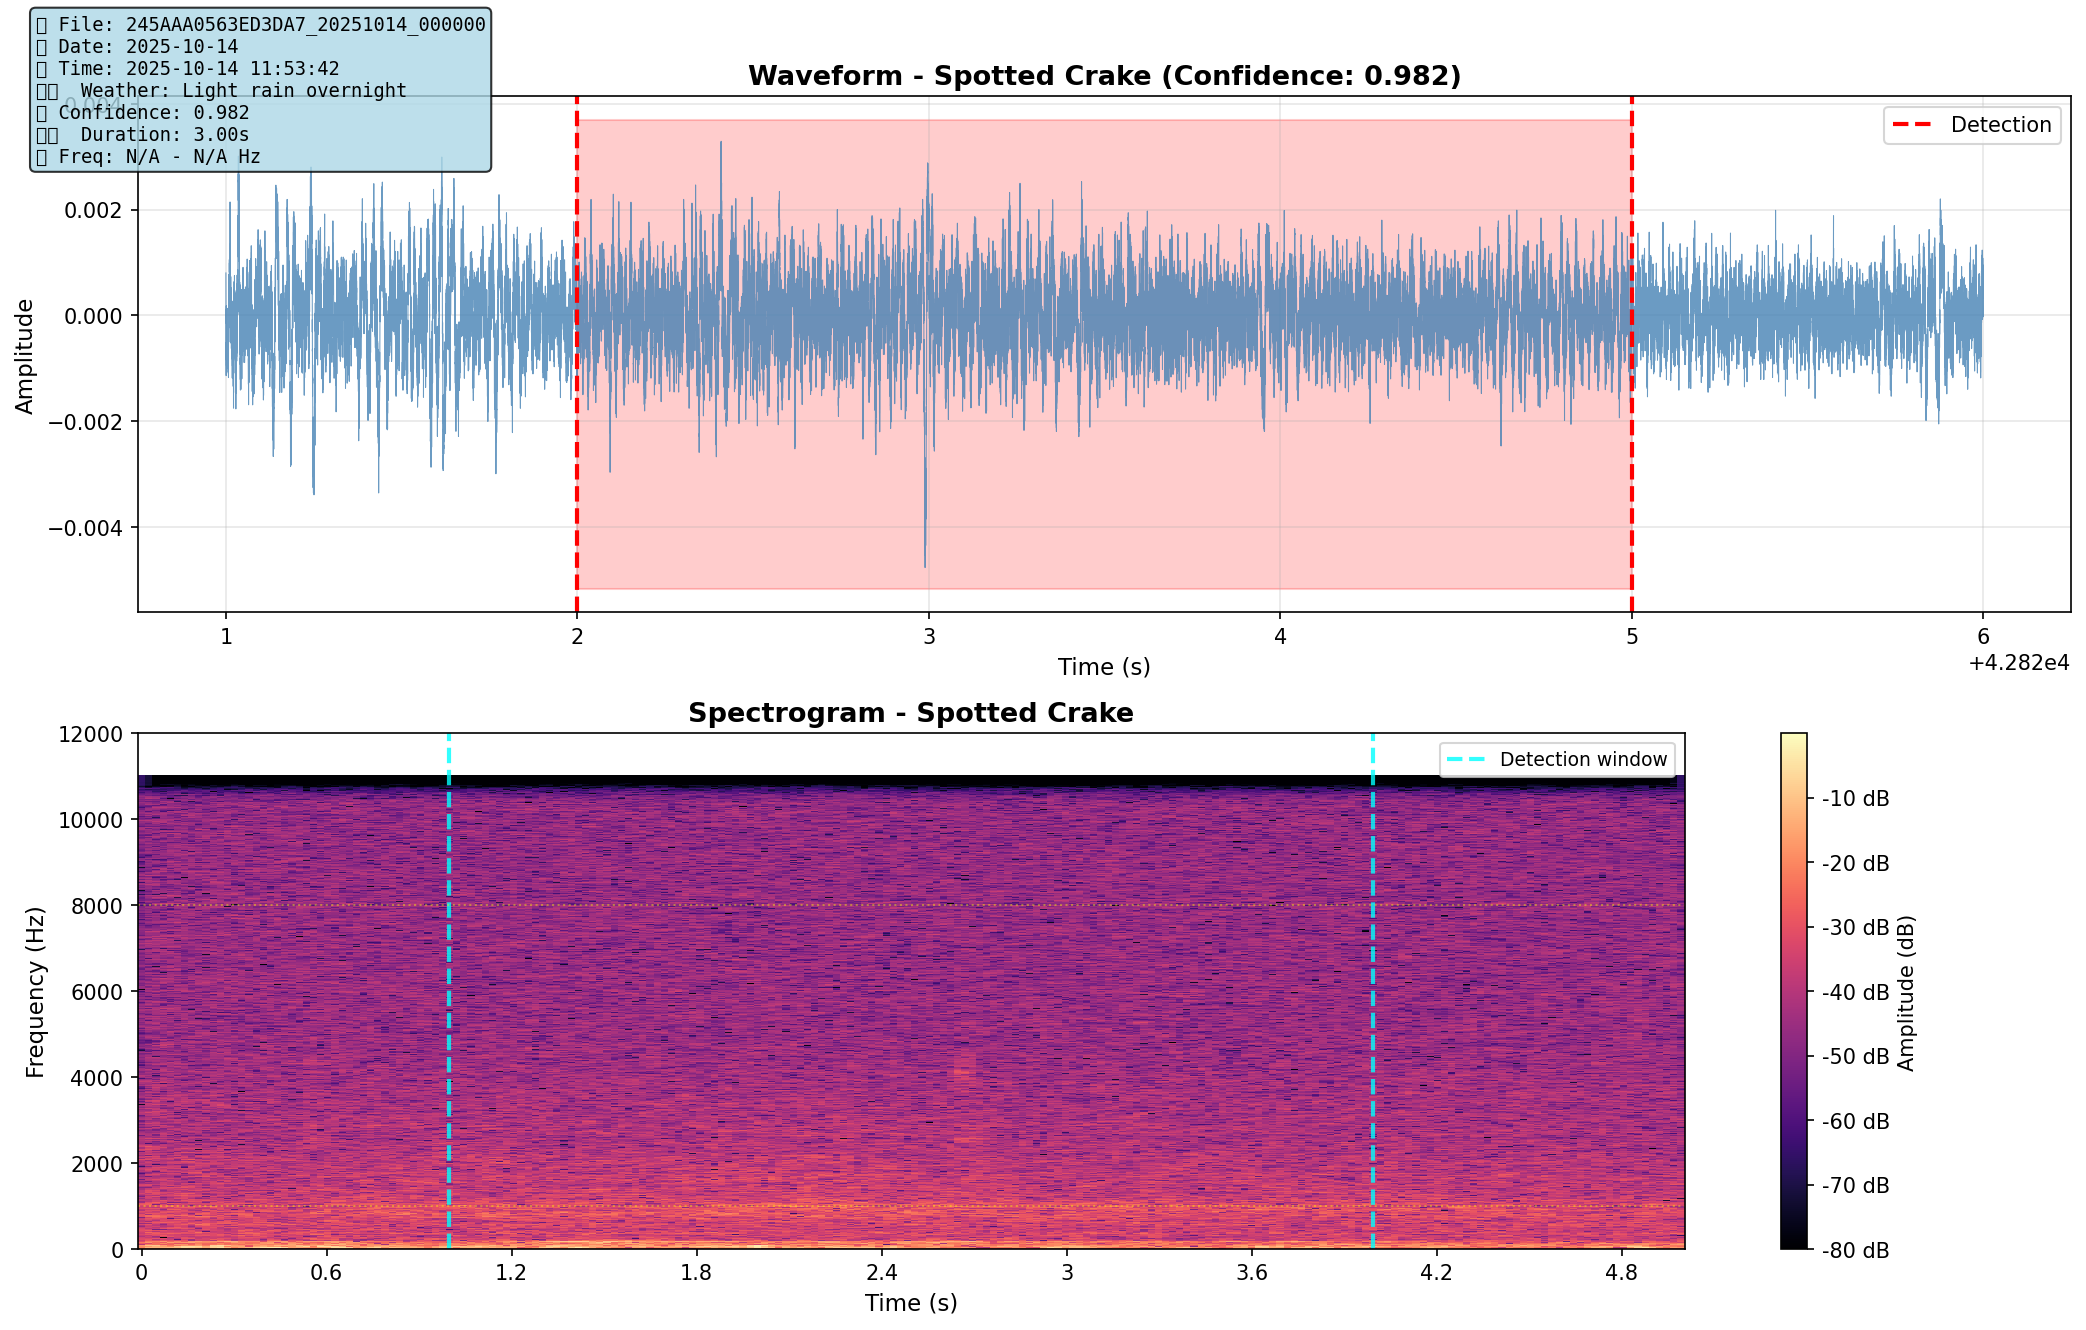 File: 245AAA0563ED3DA7_20251014_000000
Date: 2025-10-14
Time: 2025-10-14 11:53:42
Weather: Light rain overnight
Confidence: 0.982
Duration: 3.00s
Freq: N/A - N/A Hz
Waveform - Spotted Crake (Confidence: 0.982)
Detection
Amplitude
0.004
0.002
0.000
−0.002
−0.004
1 2 3 4 5 6
Time (s)
+4.282e4
Spectrogram - Spotted Crake
Detection window
Frequency (Hz)
12000
10000
8000
6000
4000
2000
0
0 0.6 1.2 1.8 2.4 3 3.6 4.2 4.8
Time (s)
-10 dB
-20 dB
-30 dB
-40 dB
-50 dB
-60 dB
-70 dB
-80 dB
Amplitude (dB)